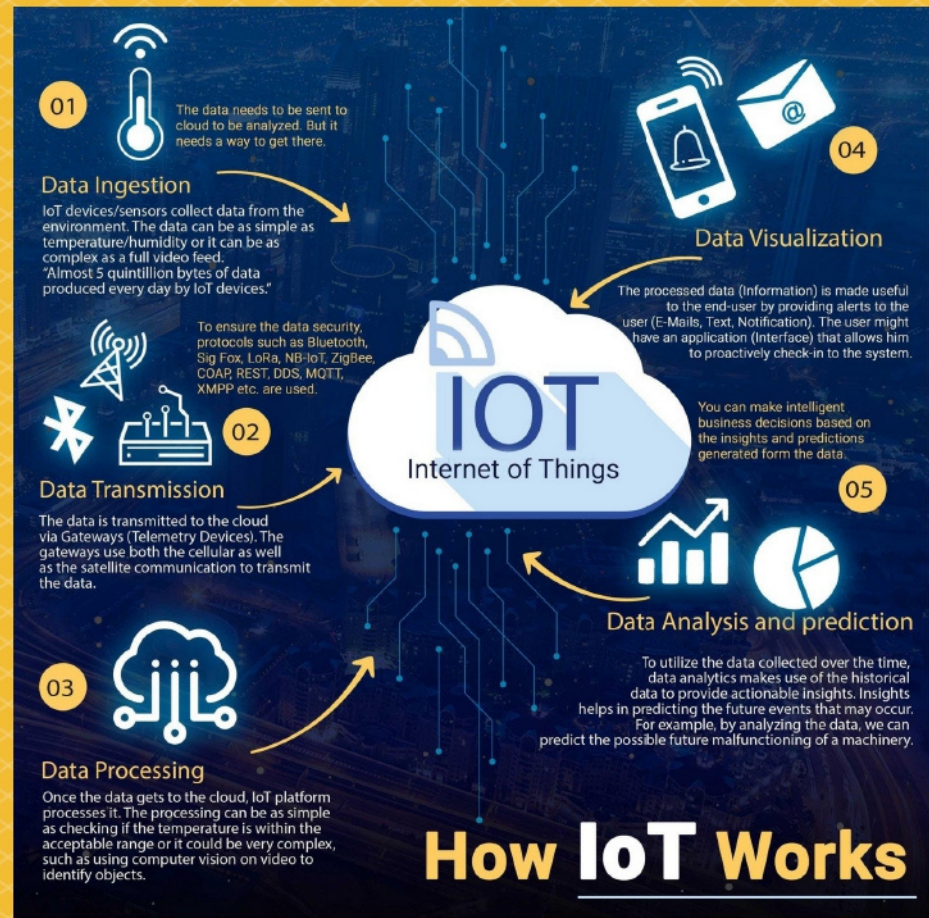 01
The data needs to be sent to
cloud to be analyzed. But it
needs a way to get there.
Data Ingestion
IoT devices/sensors collect data from the
environment. The data can be as simple as
temperature/humidity or it can be as
complex as a full video feed.
"Almost 5 quintillion bytes of data
produced every day by IoT devices."
To ensure the data security,
protocols such as Bluetooth,
Sig Fox, LoRa, NB-IoT, ZigBee,
COAP, REST, DDS, MQTT,
XMPP etc. are used.
02
Data Transmission
The data is transmitted to the cloud
via Gateways (Telemetry Devices). The
gateways use both the cellular as well
as the satellite communication to transmit
the data.
03
Data Processing
Once the data gets to the cloud, IoT platform
processes it. The processing can be as simple
as checking if the temperature is within the
acceptable range or it could be very complex,
such as using computer vision on video to
identify objects.
IOT
Internet of Things
@
04
Data Visualization
The processed data (Information) is made useful
to the end-user by providing alerts to the
user (E-Mails, Text, Notification). The user might
have an application (Interface) that allows him
to proactively check-in to the system.
You can make intelligent
business decisions based on
the insights and predictions
generated form the data.
05
Data Analysis and prediction
To utilize the data collected over the time,
data analytics makes use of the historical
data to provide actionable insights. Insights
helps in predicting the future events that may occur.
For example, by analyzing the data, we can
predict the possible future malfunctioning of a machinery.
How IoT Works